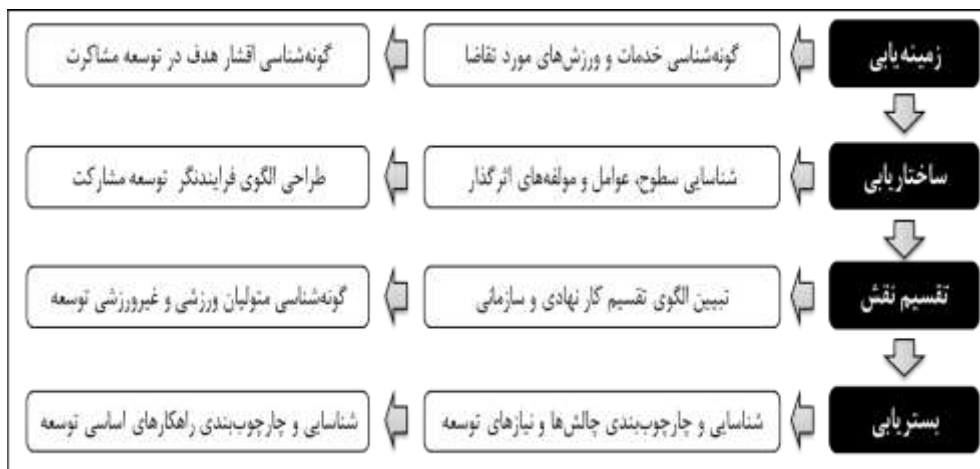 زمینه‌یابی
گونه‌شناسی خدمات و ورزش‌های مورد تقاضا
گونه‌شناسی اقشار هدف در توسعه مشاکرت
ساختاریابی
شناسایی سطوح، عوامل و مولفه‌های اثرگذار
طراحی الگوی فرایندنگر توسعه مشارکت
تقسیم نقش
تبیین الگوی تقسیم کار نهادی و سازمانی
گونه‌شناسی متولیان ورزشی و غیرورزشی توسعه
بستریابی
شناسایی و چارچوب‌بندی چالش‌ها و نیازهای توسعه
شناسایی و چارچوب‌بندی راهکارهای اساسی توسعه